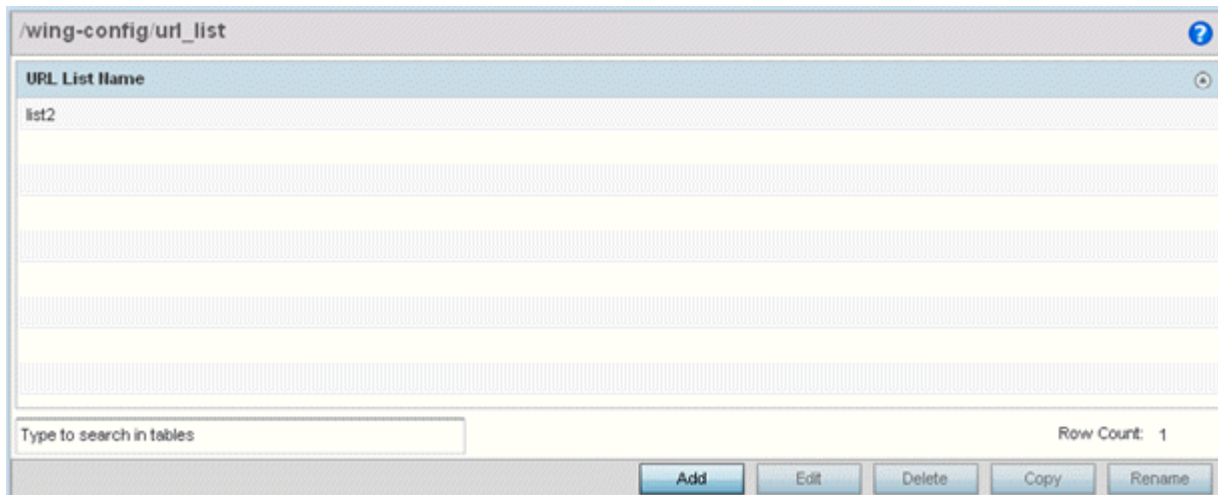 /wing-config/url_list
?
URL List Name
list2
Type to search in tables
Row Count: 1
Add Edit Delete Copy Rename